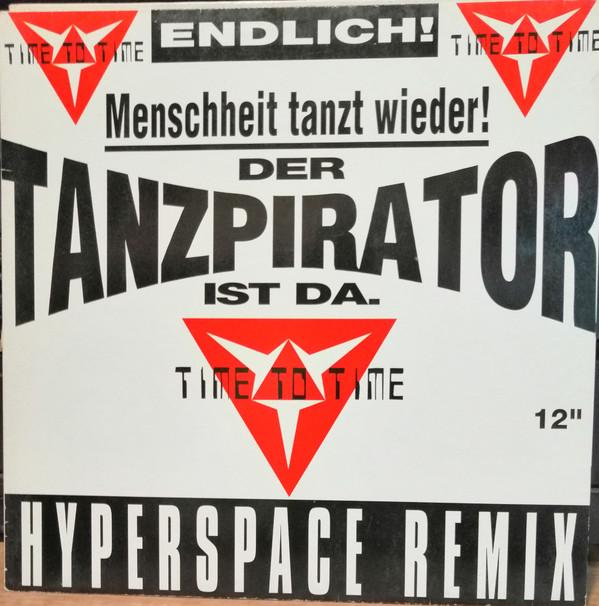 ENDLICH!
TIME TO TIME
TIME TO TIME
Menschheit tanzt wieder!
DER
TANZPIRATOR
IST DA.
TIME TO TIME
12"
HYPERSPACE REMIX